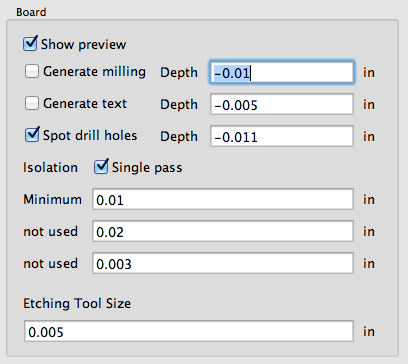 Board
Show preview
Generate milling Depth -0.01 in
Generate text Depth -0.005 in
Spot drill holes Depth -0.011 in
Isolation Single pass
Minimum 0.01 in
not used 0.02 in
not used 0.003 in
Etching Tool Size
0.005 in